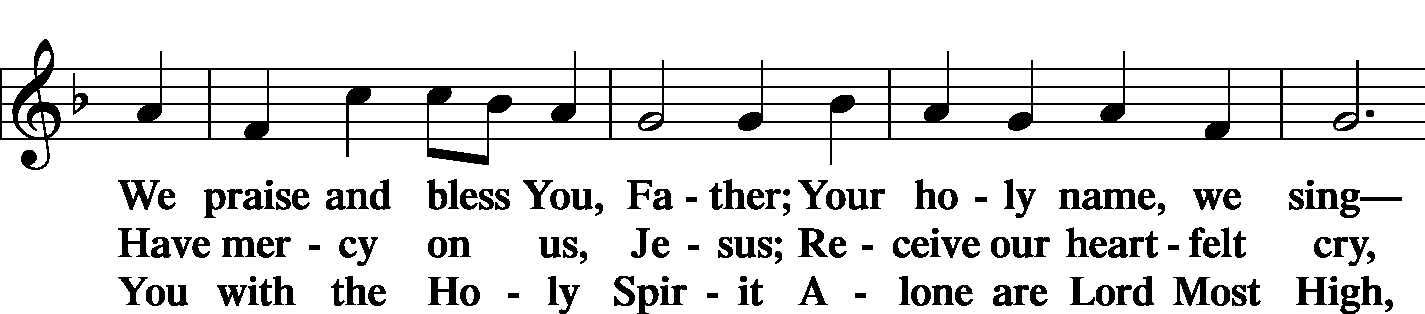 We praise and bless You, Fa - ther; Your ho - ly name, we sing—
Have mer - cy on us, Je - sus; Re - ceive our heart - felt cry,
You with the Ho - ly Spir - it A - lone are Lord Most High,